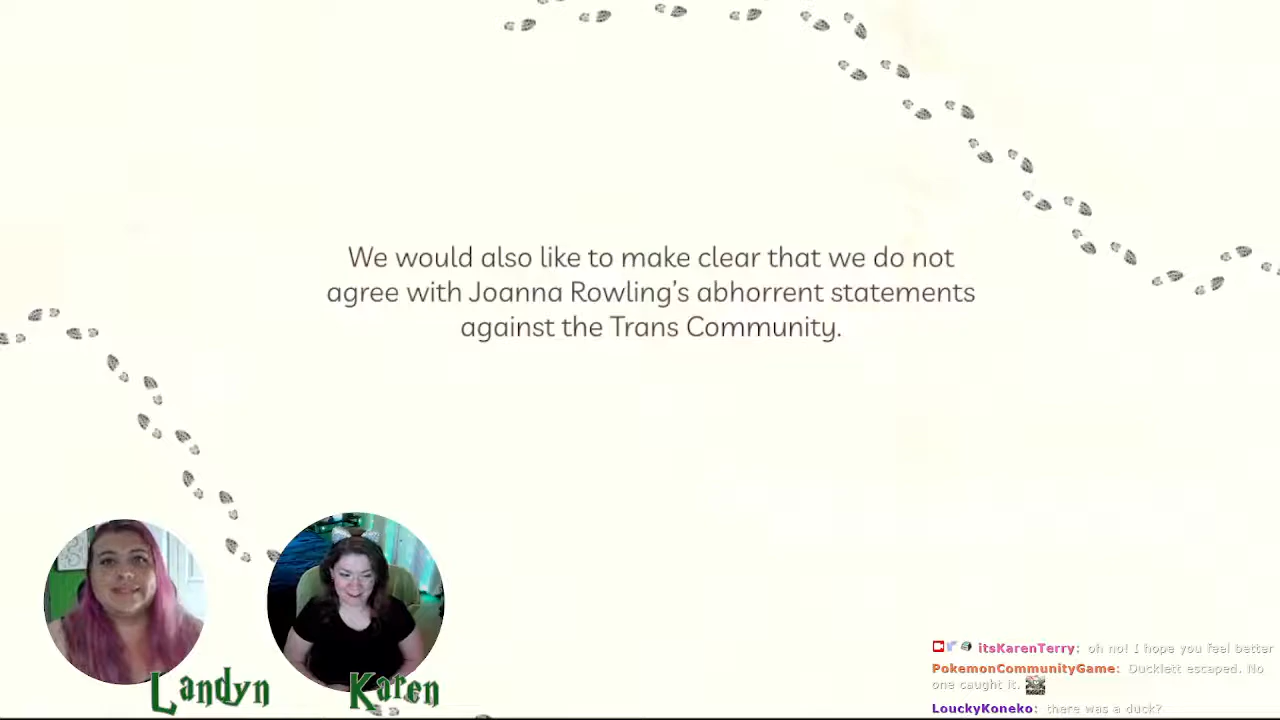 We would also like to make clear that we do not
agree with Joanna Rowling's abhorrent statements
against the Trans Community.
Landyn
Karen
itsKarenTerry: oh no! I hope you feel better
PokemonCommunityGame: Ducklett escaped. No
one caught it.
LouckyKoneko: there was a duck?